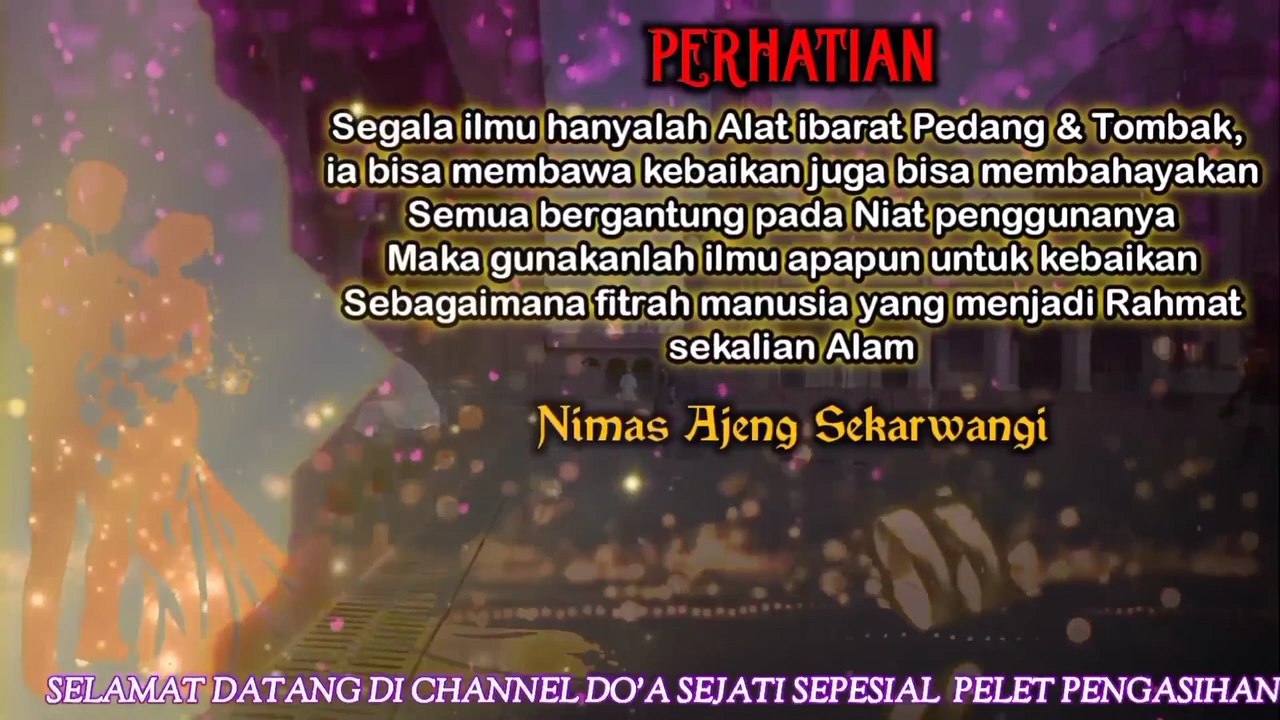 PERHATIAN
Segala ilmu hanyalah Alat ibarat Pedang & Tombak,
ia bisa membawa kebaikan juga bisa membahayakan
Semua bergantung pada Niat penggunanya
Maka gunakanlah ilmu apapun untuk kebaikan
Sebagaimana fitrah manusia yang menjadi Rahmat
sekalian Alam
Nimas Ajeng Sekarwangi
SELAMAT DATANG DI CHANNEL DO'A SEJATI SEPESIAL PELET PENGASIHAN